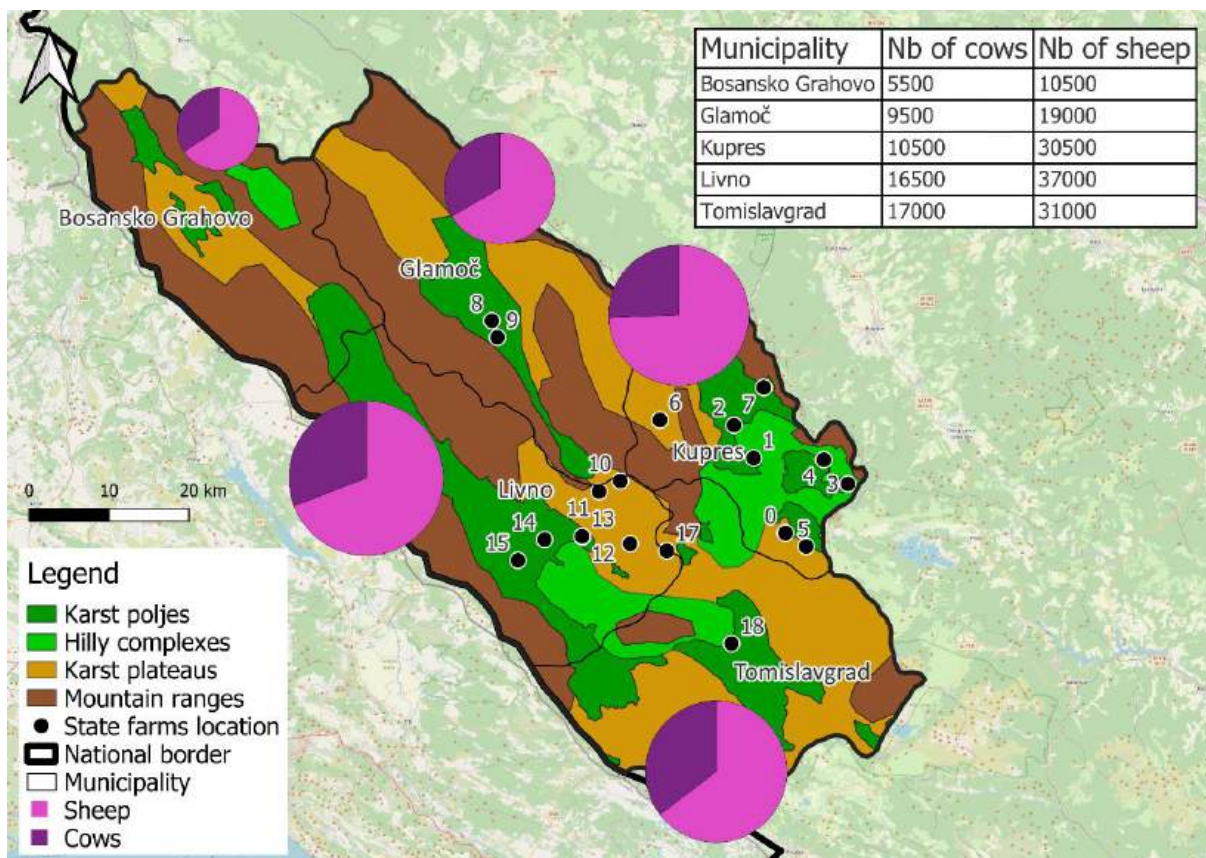 Municipality Nb of cows Nb of sheep
Bosansko Grahovo 5500 10500
Glamoč 9500 19000
Kupres 10500 30500
Livno 16500 37000
Tomislavgrad 17000 31000
Bosansko Grahovo
Glamoč
8
9
6
2
7
Kupres
1
4
3
10
Livno
11
13
14
12
15
17
0
5
18
Tomislavgrad
0 10 20 km
Legend
Karst poljes
Hilly complexes
Karst plateaus
Mountain ranges
State farms location
National border
Municipality
Sheep
Cows